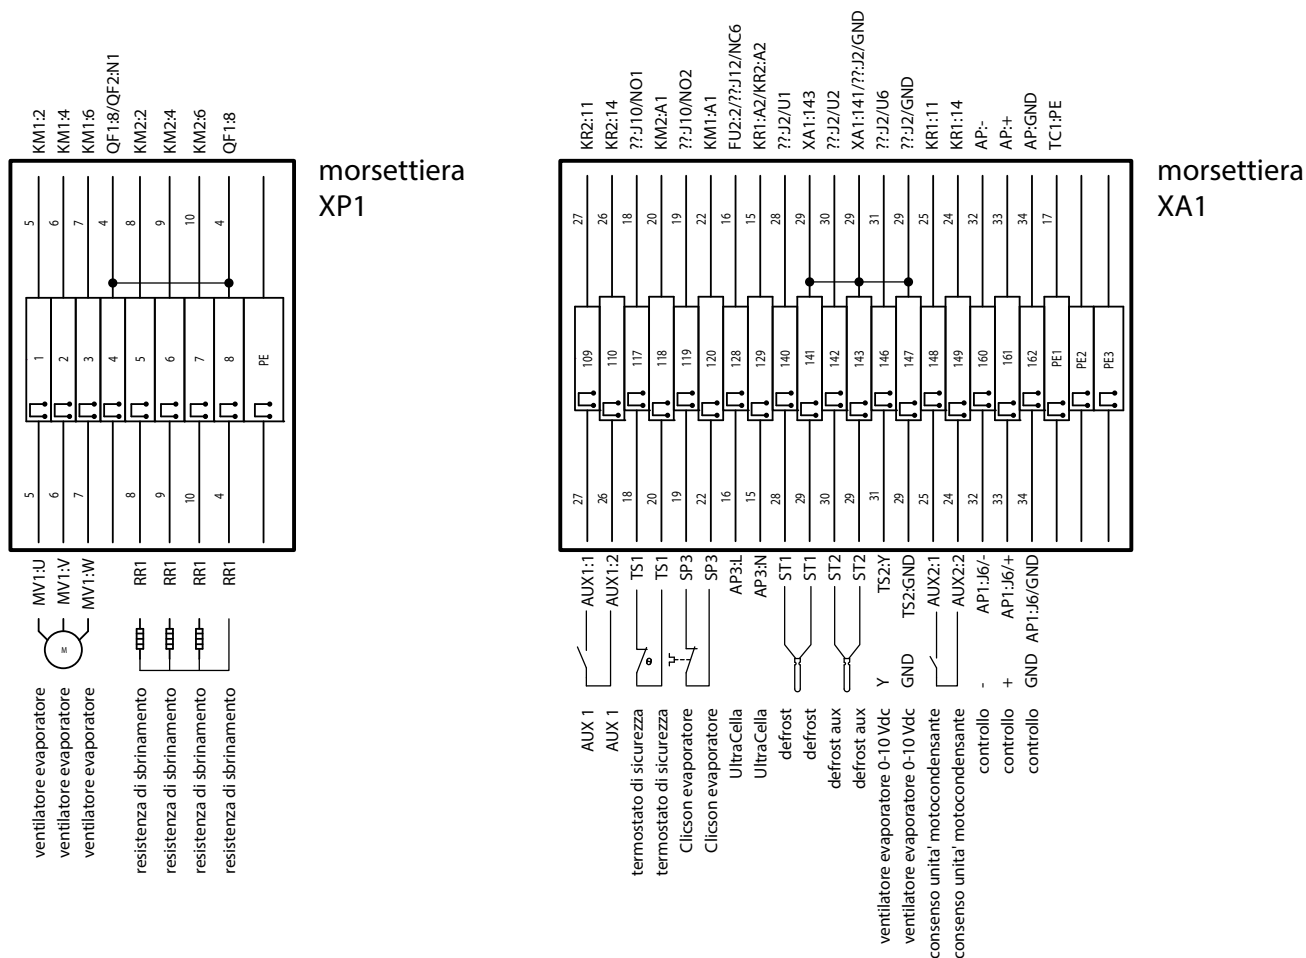 KM1:2
KM1:4
KM1:6
QF1:8/QF2:N1
KM2:2
KM2:4
KM2:6
QF1:8
morsettiera
XP1
5
6
7
4
8
9
10
4
1
2
3
4
5
6
7
8
PE
5
6
7
8
9
10
4
MV1:U
MV1:V
MV1:W
RR1
RR1
RR1
RR1
M
ventilatore evaporatore
ventilatore evaporatore
ventilatore evaporatore
resistenza di sbrinamento
resistenza di sbrinamento
resistenza di sbrinamento
resistenza di sbrinamento
KR2:11
KR2:14
??:J10/NO1
KM2:A1
??:J10/NO2
KM1:A1
FU2:2/??:J12/NC6
KR1:A2/KR2:A2
??:J2/U1
XA1:143
??:J2/U2
XA1:141/??:J2/GND
??:J2/U6
??:J2/GND
KR1:11
KR1:14
AP:-
AP:+
AP:GND
TC1:PE
morsettiera
XA1
27
26
18
20
19
22
16
15
28
29
30
29
31
29
25
24
32
33
34
17
109
110
117
118
119
120
128
129
140
141
142
143
146
147
148
149
160
161
162
PE1
PE2
PE3
27
26
18
20
19
22
16
15
28
29
30
29
31
29
25
24
32
33
34
AUX1:1
AUX1:2
TS1
TS1
SP3
SP3
AP3:L
AP3:N
ST1
ST1
ST2
ST2
TS2:Y
TS2:GND
AUX2:1
AUX2:2
AP1:J6/-
AP1:J6/+
AP1:J6/GND
θ
Y
GND
-
+
GND
AUX 1
AUX 1
termostato di sicurezza
termostato di sicurezza
Clicson evaporatore
Clicson evaporatore
UltraCella
UltraCella
defrost
defrost
defrost aux
defrost aux
ventilatore evaporatore 0-10 Vdc
ventilatore evaporatore 0-10 Vdc
consenso unita' motocondensante
consenso unita' motocondensante
controllo
controllo
controllo